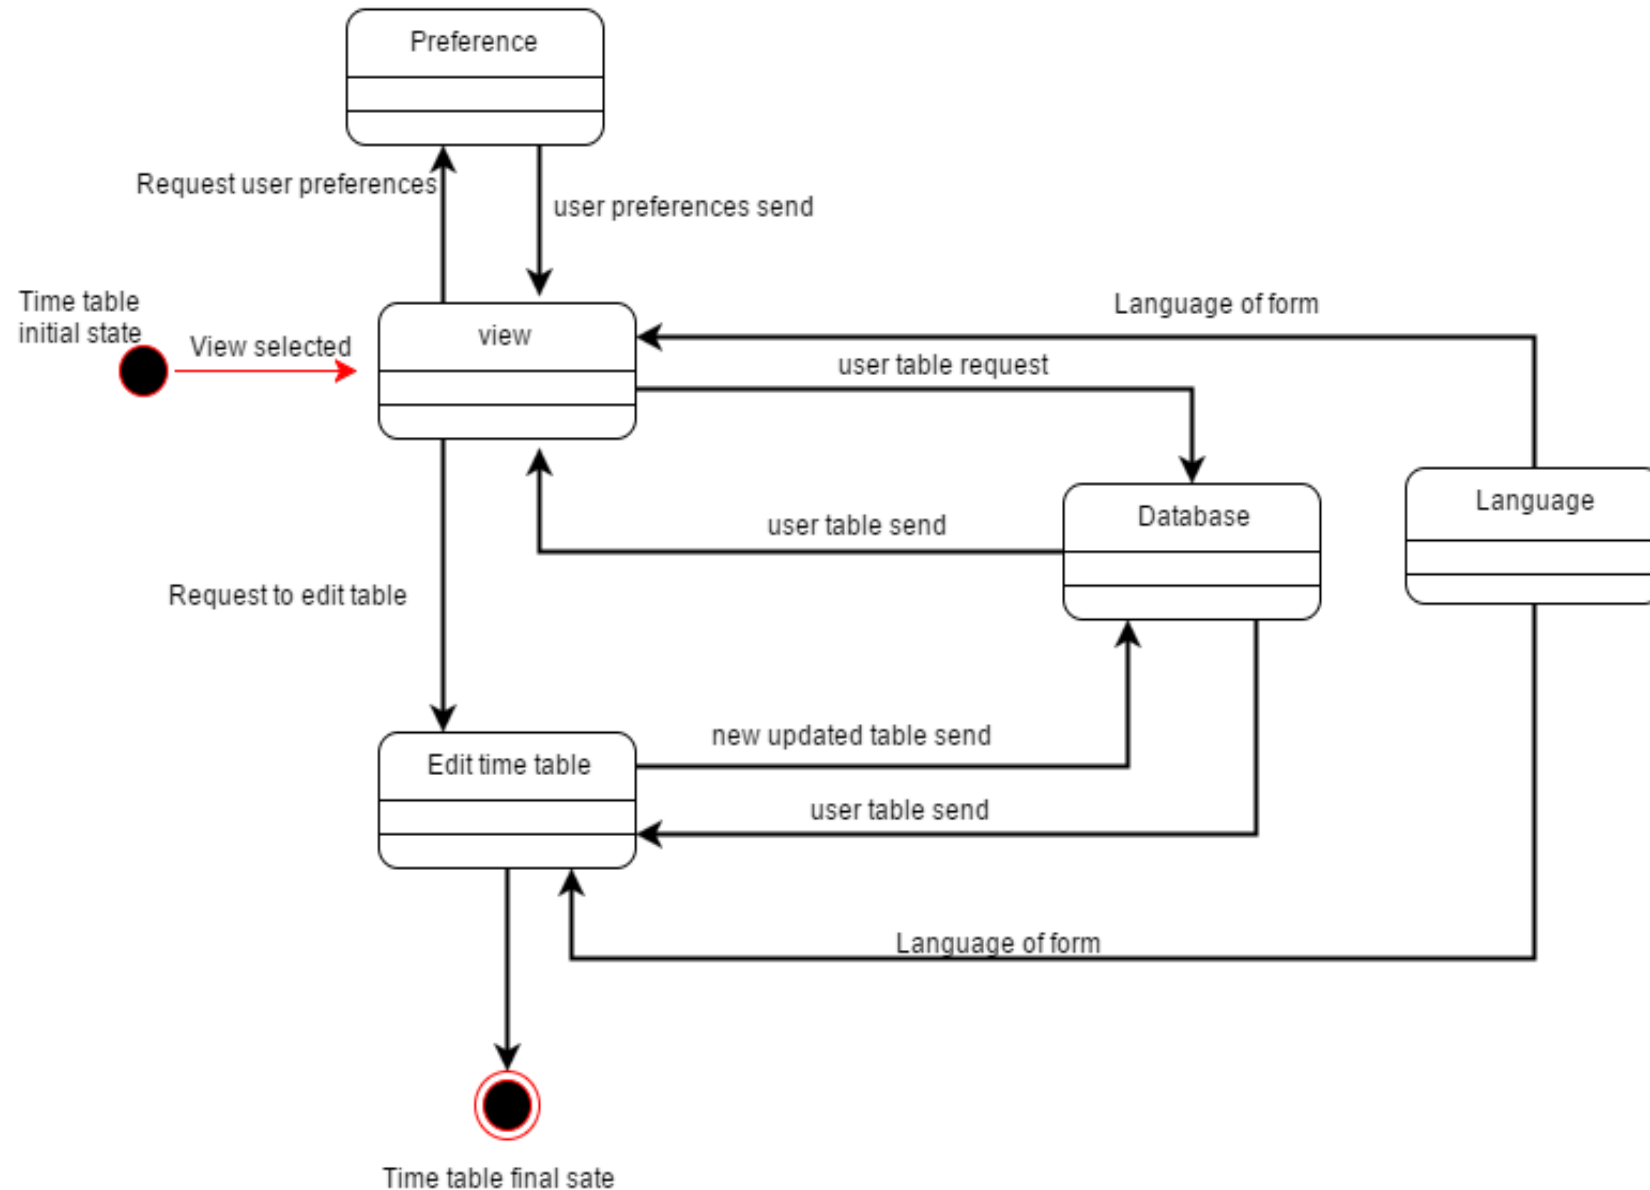 Preference
Request user preferences
user preferences send
Time table
initial state
View selected
view
Language of form
user table request
Database
Language
user table send
Request to edit table
new updated table send
Edit time table
user table send
Language of form
Time table final sate